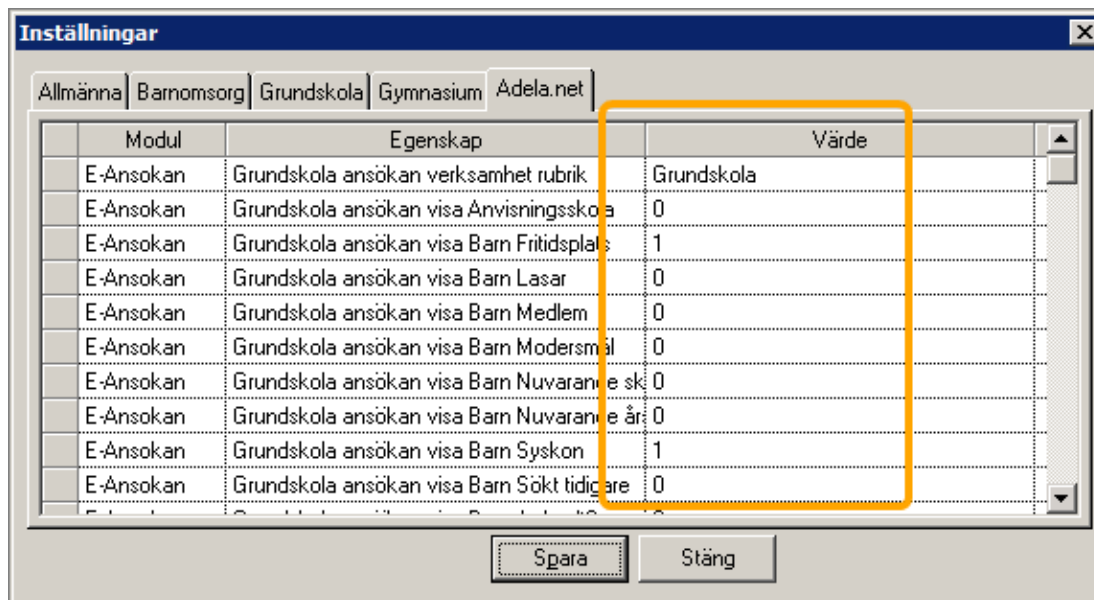 Inställningar
Allmänna Barnomsorg Grundskola Gymnasium Adela.net
Modul Egenskap Värde
E-Ansokan Grundskola ansökan verksamhet rubrik Grundskola
E-Ansokan Grundskola ansökan visa Anvisningsskola 0
E-Ansokan Grundskola ansökan visa Barn Fritidsplats 1
E-Ansokan Grundskola ansökan visa Barn Lasar 0
E-Ansokan Grundskola ansökan visa Barn Medlem 0
E-Ansokan Grundskola ansökan visa Barn Modersmål 0
E-Ansokan Grundskola ansökan visa Barn Nuvarande sk 0
E-Ansokan Grundskola ansökan visa Barn Nuvarande år 0
E-Ansokan Grundskola ansökan visa Barn Syskon 1
E-Ansokan Grundskola ansökan visa Barn Sökt tidigare 0
Spara Stäng